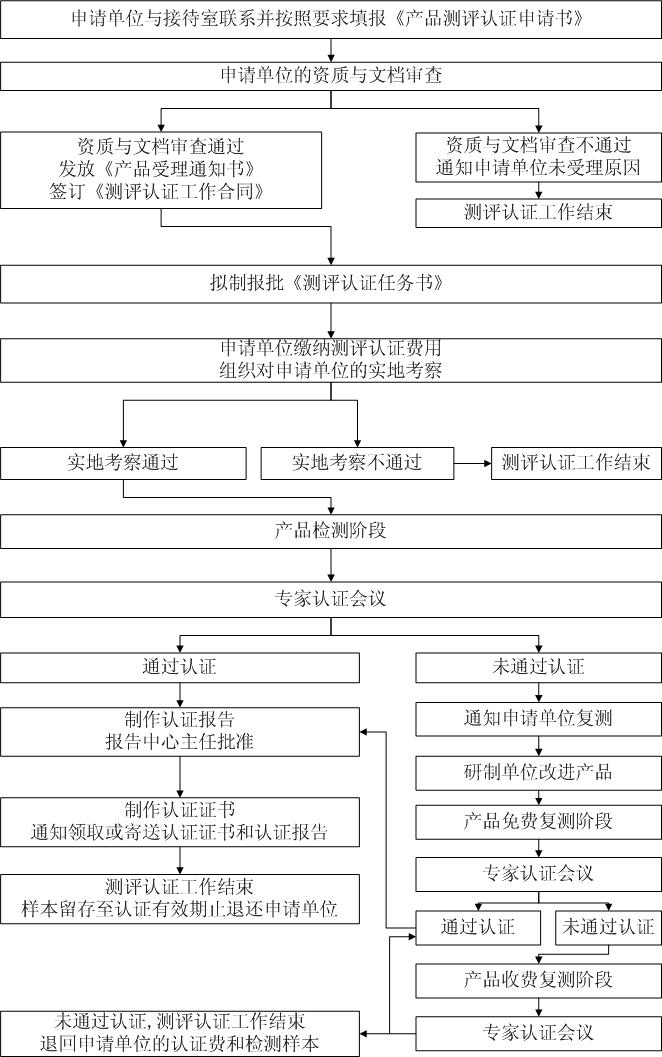 申请单位与接待室联系并按照要求填报《产品测评认证申请书》
申请单位的资质与文档审查
资质与文档审查通过
发放《产品受理通知书》
签订《测评认证工作合同》
资质与文档审查不通过
通知申请单位未受理原因
测评认证工作结束
拟制报批《测评认证任务书》
申请单位缴纳测评认证费用
组织对申请单位的实地考察
实地考察通过
实地考察不通过
测评认证工作结束
产品检测阶段
专家认证会议
通过认证
未通过认证
制作认证报告
报告中心主任批准
通知申请单位复测
研制单位改进产品
制作认证证书
通知领取或寄送认证证书和认证报告
产品免费复测阶段
专家认证会议
测评认证工作结束
样本留存至认证有效期止退还申请单位
通过认证
未通过认证
产品收费复测阶段
未通过认证,测评认证工作结束
退回申请单位的认证费和检测样本
专家认证会议